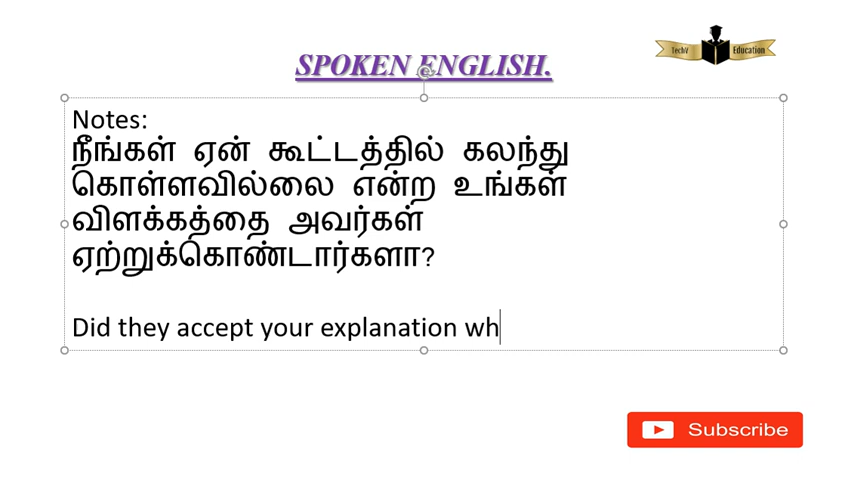 TechV Education
SPOKEN ENGLISH.
Notes:
நீங்கள் ஏன் கூட்டத்தில் கலந்து
கொள்ளவில்லை என்ற உங்கள்
விளக்கத்தை அவர்கள்
ஏற்றுக்கொண்டார்களா?
Did they accept your explanation wh
Subscribe